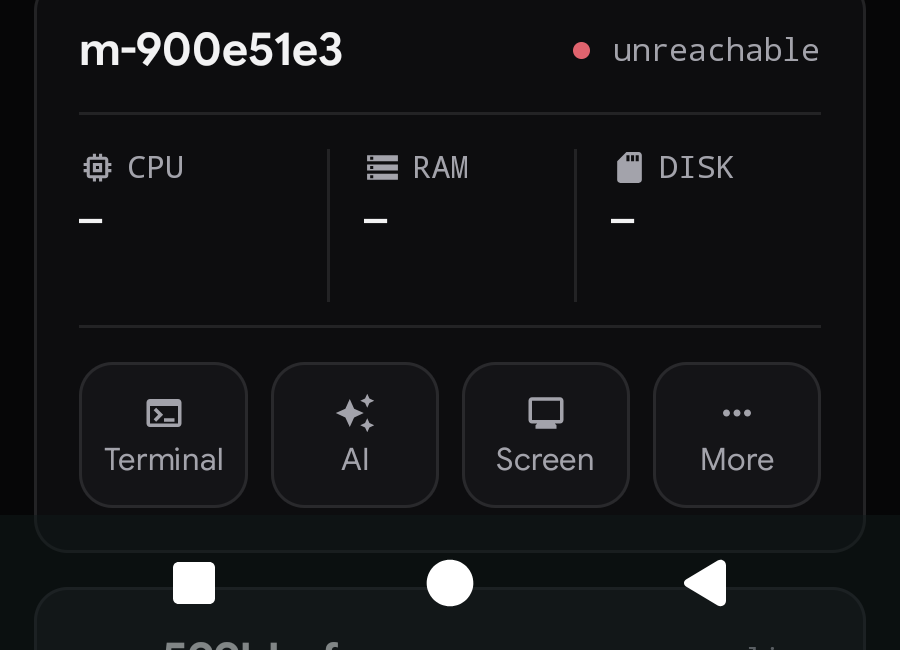 m-900e51e3
unreachable
CPU
RAM
DISK
–
–
–
Terminal
AI
Screen
More